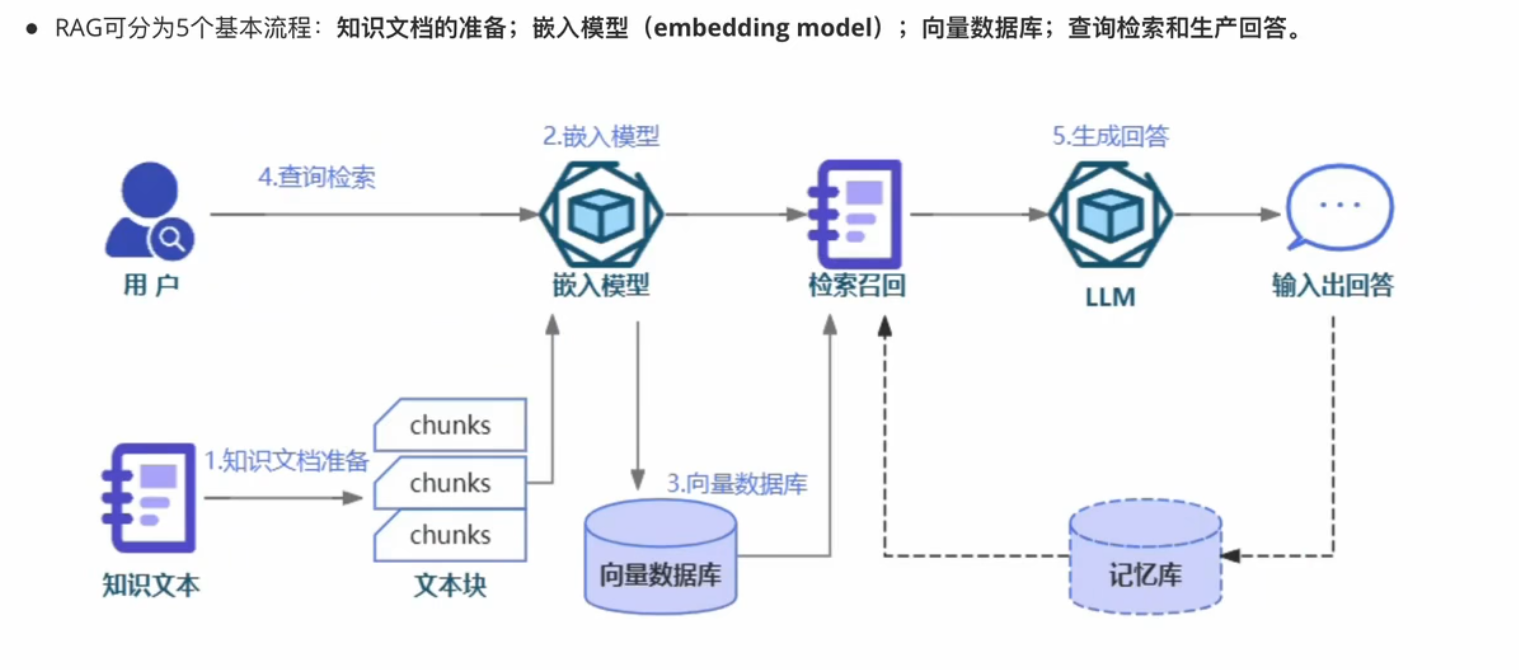 ● RAG可分为5个基本流程：知识文档的准备；嵌入模型（embedding model）；向量数据库；查询检索和生产回答。
2.嵌入模型
5.生成回答
4.查询检索
用 户
嵌入模型
检索召回
LLM
输入出回答
chunks
1.知识文档准备
chunks
3.向量数据库
chunks
知识文本
文本块
向量数据库
记忆库